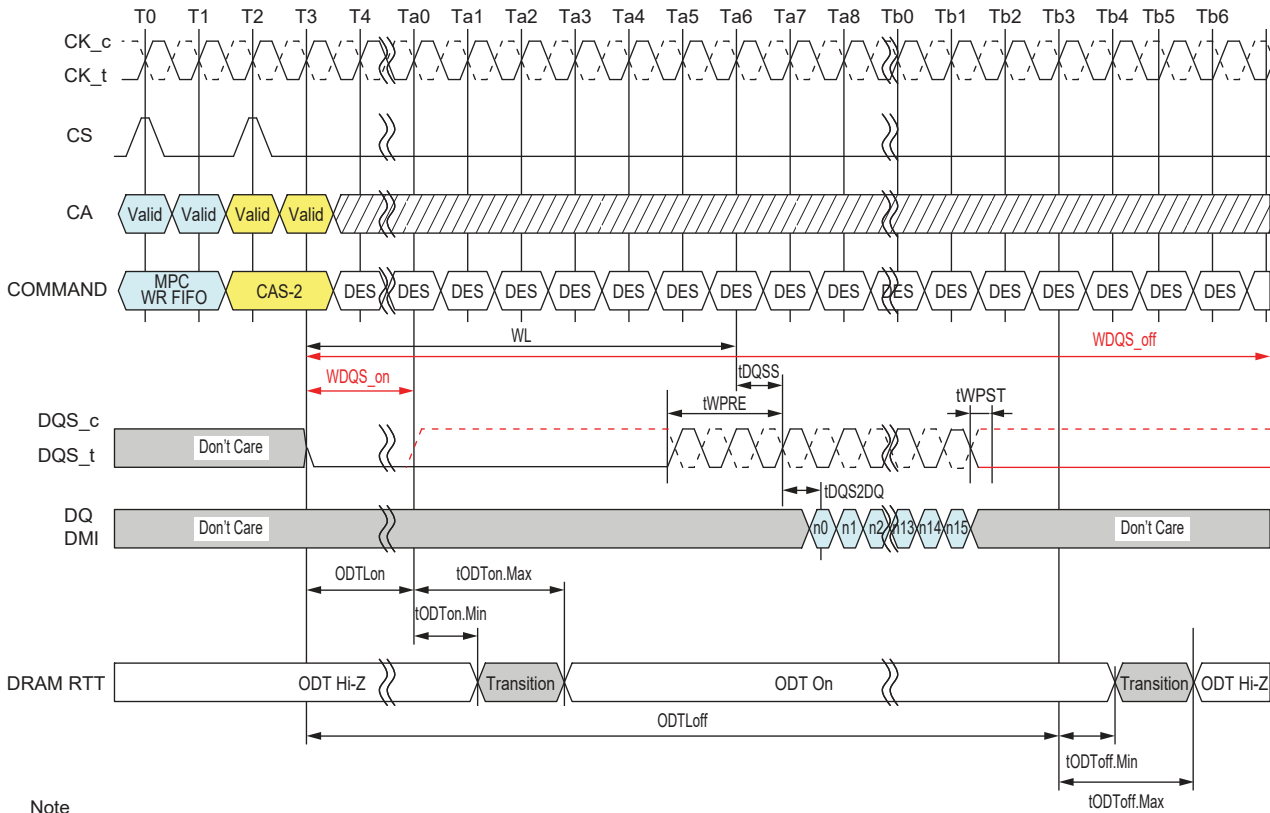 T0 T1 T2 T3 T4 Ta0 Ta1 Ta2 Ta3 Ta4 Ta5 Ta6 Ta7 Ta8 Tb0 Tb1 Tb2 Tb3 Tb4 Tb5 Tb6
CK_c
CK_t
CS
CA Valid Valid Valid Valid
COMMAND MPC WR FIFO CAS-2 DES DES DES DES DES DES DES DES DES DES DES DES DES DES DES DES DES
WL
WDQS_off
WDQS_on
tDQSS
tWPRE
tWPST
DQS_c
DQS_t
Don't Care
tDQS2DQ
DQ
DMI
Don't Care n0 n1 n2 n13 n14 n15 Don't Care
ODTLon
tODTon.Max
tODTon.Min
DRAM RTT ODT Hi-Z Transition ODT On Transition ODT Hi-Z
ODTLoff
tODToff.Min
tODToff.Max
Note